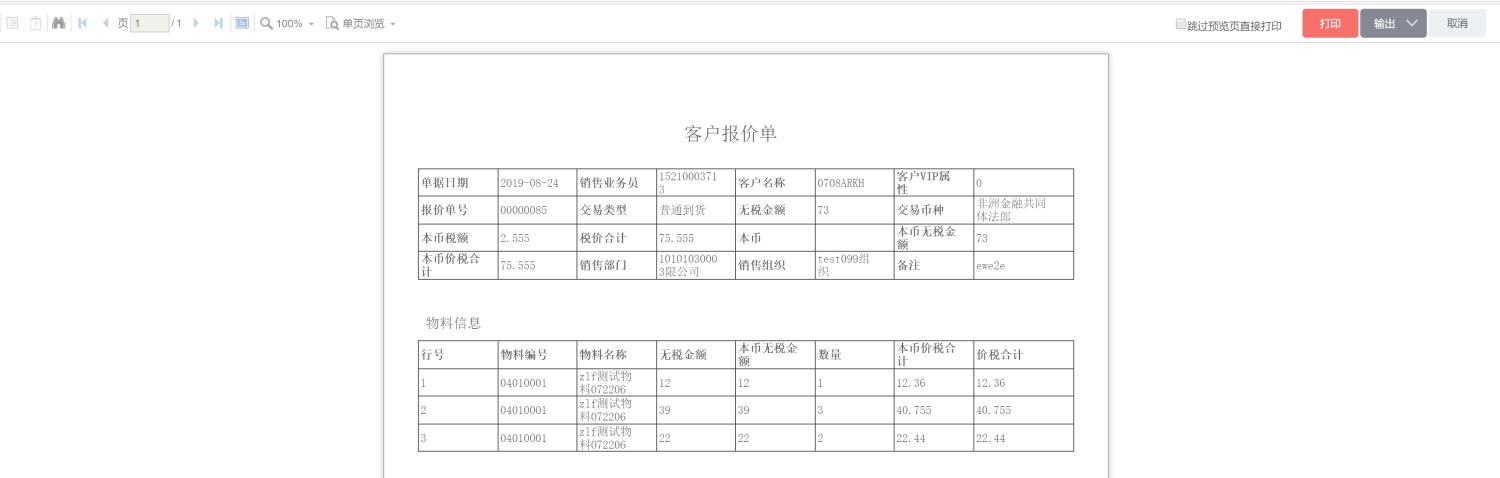 页 1 / 1 100% 单页浏览 跳过预览页直接打印 打印 输出 取消
客户报价单
单据日期 2019-08-24 销售业务员 15210003713 客户名称 0708ARKH 客户VIP属性 0
报价单号 00000085 交易类型 普通到货 无税金额 73 交易币种 非洲金融共同体法郎
本币税额 2.555 税价合计 75.555 本币 本币无税金额 73
本币价税合计 75.555 销售部门 10101030003限公司 销售组织 test099组织 备注 ewe2e
物料信息
行号 物料编号 物料名称 无税金额 本币无税金额 数量 本币价税合计 价税合计
1 04010001 zlf测试物料072206 12 12 1 12.36 12.36
2 04010001 zlf测试物料072206 39 39 3 40.755 40.755
3 04010001 zlf测试物料072206 22 22 2 22.44 22.44